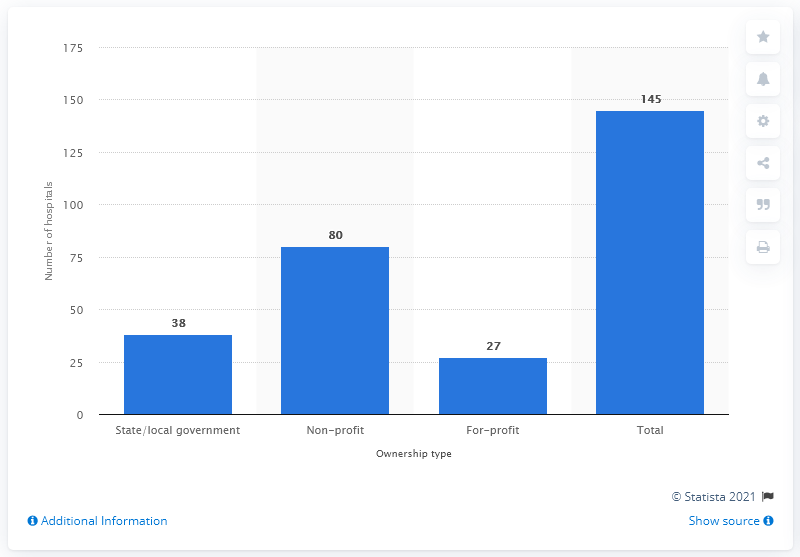 175
150
125
100
75
50
25
0
Number of hospitals
38
80
27
145
State/local government
Non-profit
For-profit
Total
Ownership type
© Statista 2021
Additional Information
Show source